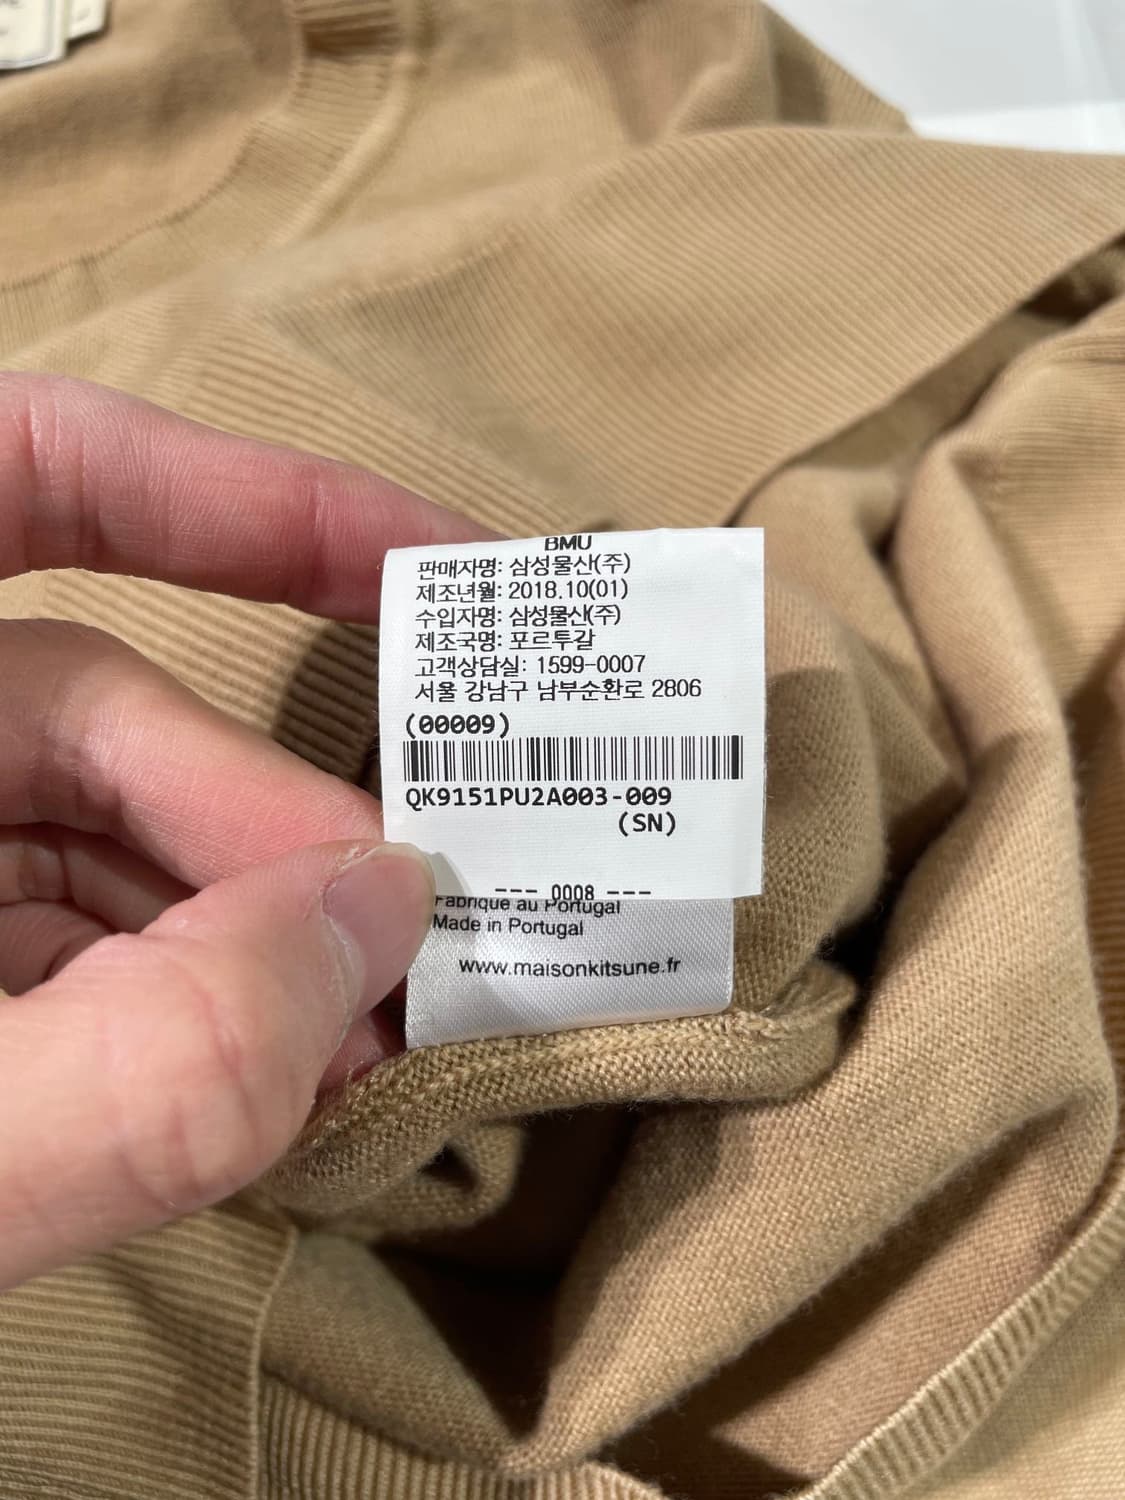 BMU
판매자명: 삼성물산(주)
제조년월: 2018.10(01)
수입자명: 삼성물산(주)
제조국명: 포르투갈
고객상담실: 1599-0007
서울 강남구 남부순환로 2806
(00009)
QK9151PU2A003-009
(SN)
--- 0008 ---
Fabriqué au Portugal
Made in Portugal
www.maisonkitsune.fr